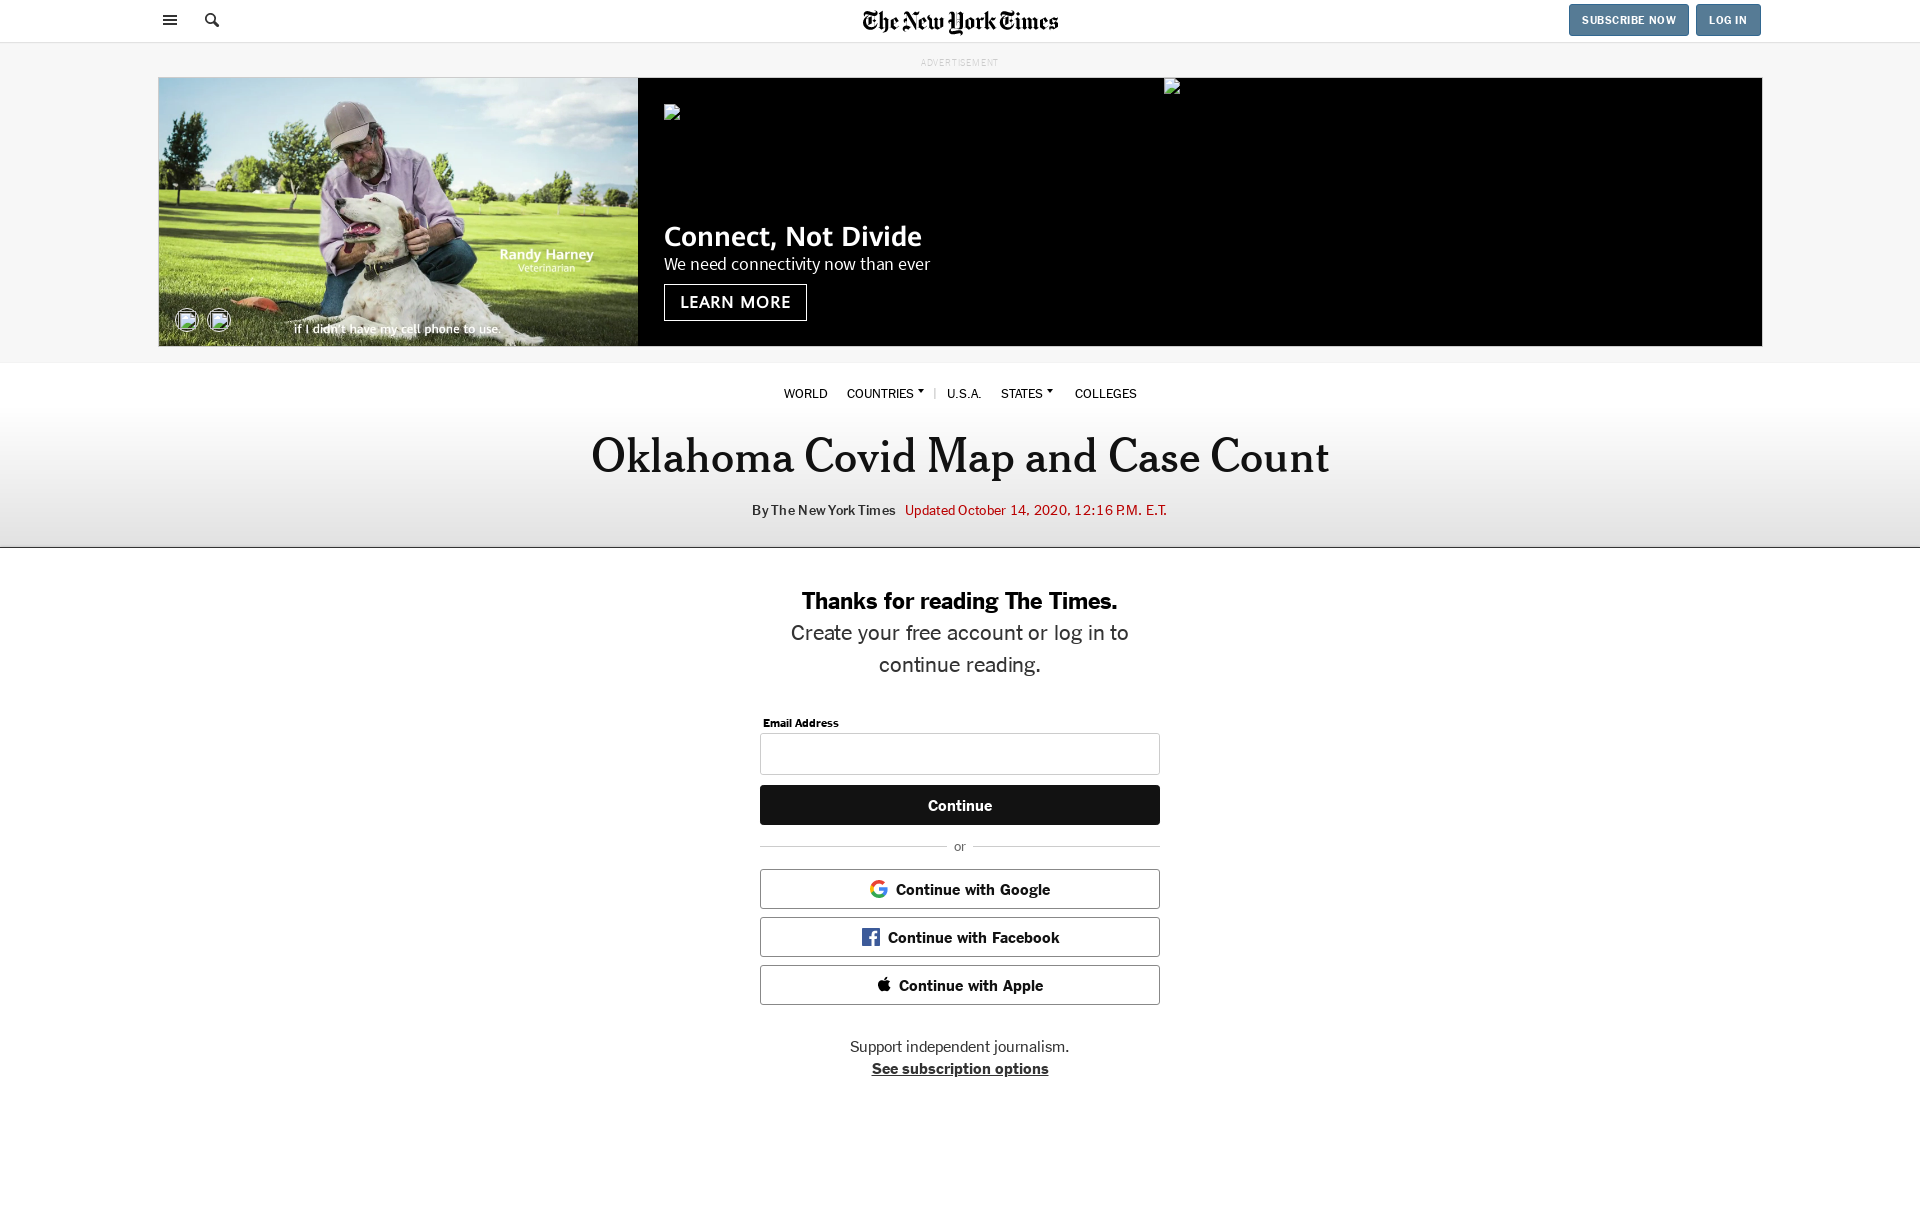 The New York Times
SUBSCRIBE NOW
LOG IN
ADVERTISEMENT
Randy Harney
Veterinarian
if I didn't have my cell phone to use.
Connect, Not Divide
We need connectivity now than ever
LEARN MORE
WORLD COUNTRIES | U.S.A. STATES COLLEGES
Oklahoma Covid Map and Case Count
By The New York Times Updated October 14, 2020, 12:16 P.M. E.T.
Thanks for reading The Times.
Create your free account or log in to
continue reading.
Email Address
Continue
or
Continue with Google
Continue with Facebook
Continue with Apple
Support independent journalism.
See subscription options